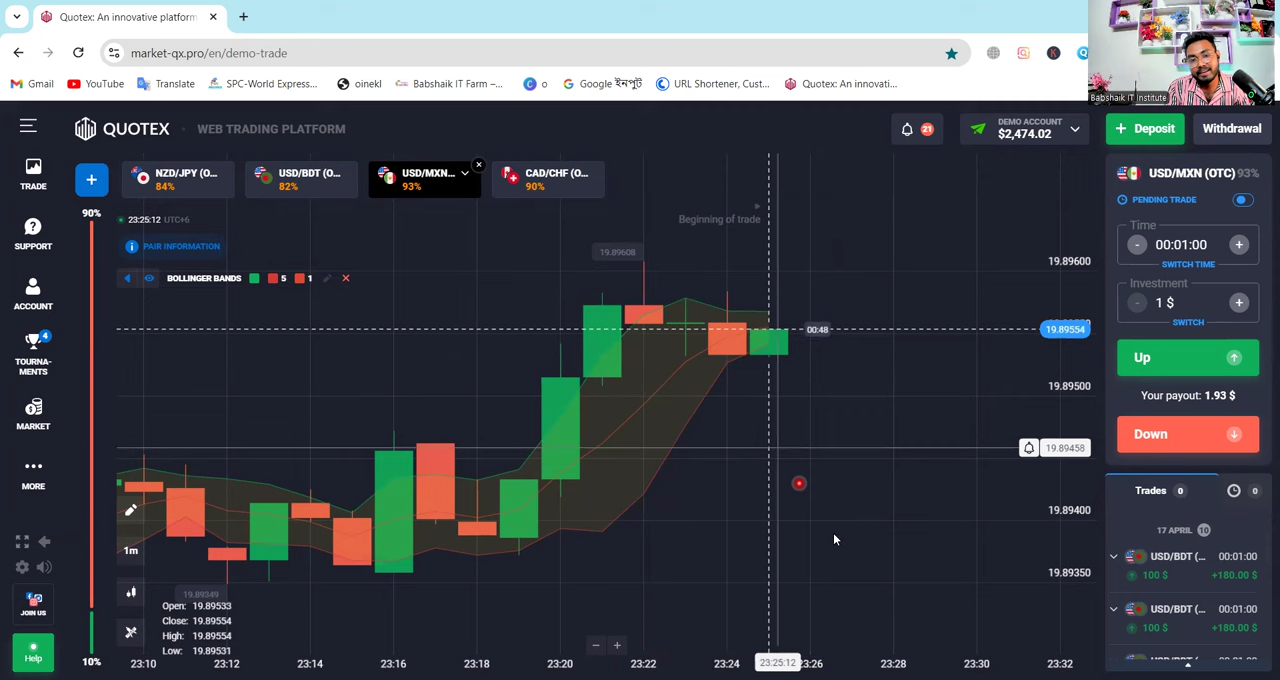 Quotex: An innovative platform
market-qx.pro/en/demo-trade
Gmail YouTube Translate SPC-World Express... oinekl Babshaik IT Farm –... o Google ইনপুট URL Shortener, Cust... Quotex: An innovati...
Babshaik IT Institute
QUOTEX WEB TRADING PLATFORM
21
DEMO ACCOUNT
$2,474.02
Deposit
Withdrawal
TRADE
SUPPORT
ACCOUNT
4
TOURNA-
MENTS
MARKET
MORE
JOIN US
Help
NZD/JPY (O...
84%
USD/BDT (O...
82%
USD/MXN...
93%
CAD/CHF (O...
90%
90%
10%
23:25:12 UTC+6
PAIR INFORMATION
BOLLINGER BANDS 5 1
Beginning of trade
19.89608
00:48
19.89349
1m
Open: 19.89533
Close: 19.89554
High: 19.89554
Low: 19.89531
19.89600
19.89554
19.89500
19.89458
19.89400
19.89350
23:10 23:12 23:14 23:16 23:18 23:20 23:22 23:24 23:25:12 23:26 23:28 23:30 23:32
USD/MXN (OTC) 93%
PENDING TRADE
Time
- 00:01:00 +
SWITCH TIME
Investment
- 1 $ +
SWITCH
Up
Your payout: 1.93 $
Down
Trades 0 0
17 APRIL 10
USD/BDT (... 00:01:00
100 $ +180.00 $
USD/BDT (... 00:01:00
100 $ +180.00 $